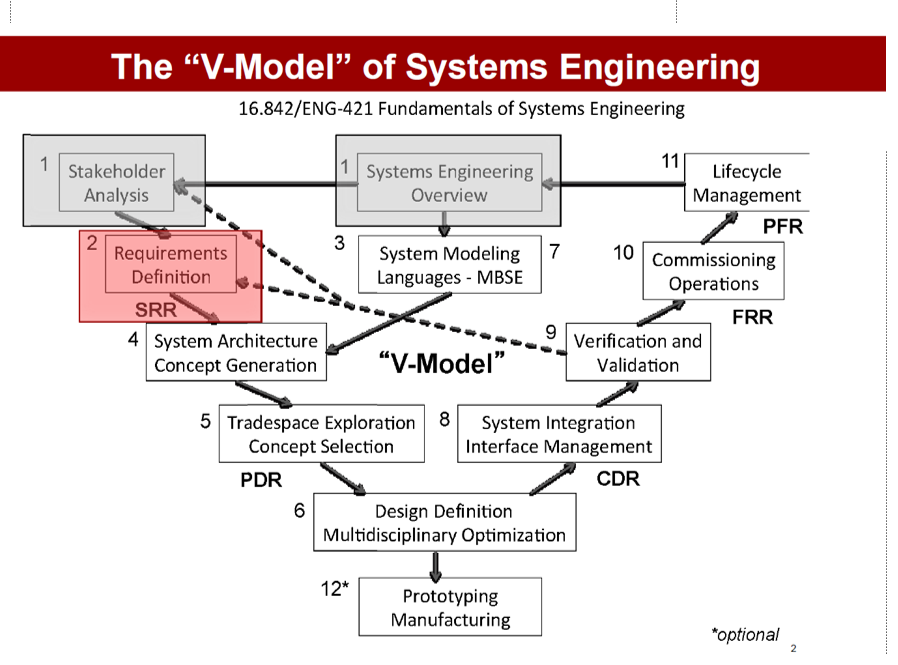 The “V-Model” of Systems Engineering
16.842/ENG-421 Fundamentals of Systems Engineering
1
Stakeholder
Analysis
1
Systems Engineering
Overview
11
Lifecycle
Management
PFR
2
Requirements
Definition
SRR
3
System Modeling
Languages - MBSE
7
10
Commissioning
Operations
FRR
4
System Architecture
Concept Generation
“V-Model”
9
Verification and
Validation
5
Tradespace Exploration
Concept Selection
PDR
8
System Integration
Interface Management
CDR
6
Design Definition
Multidisciplinary Optimization
12*
Prototyping
Manufacturing
*optional
2